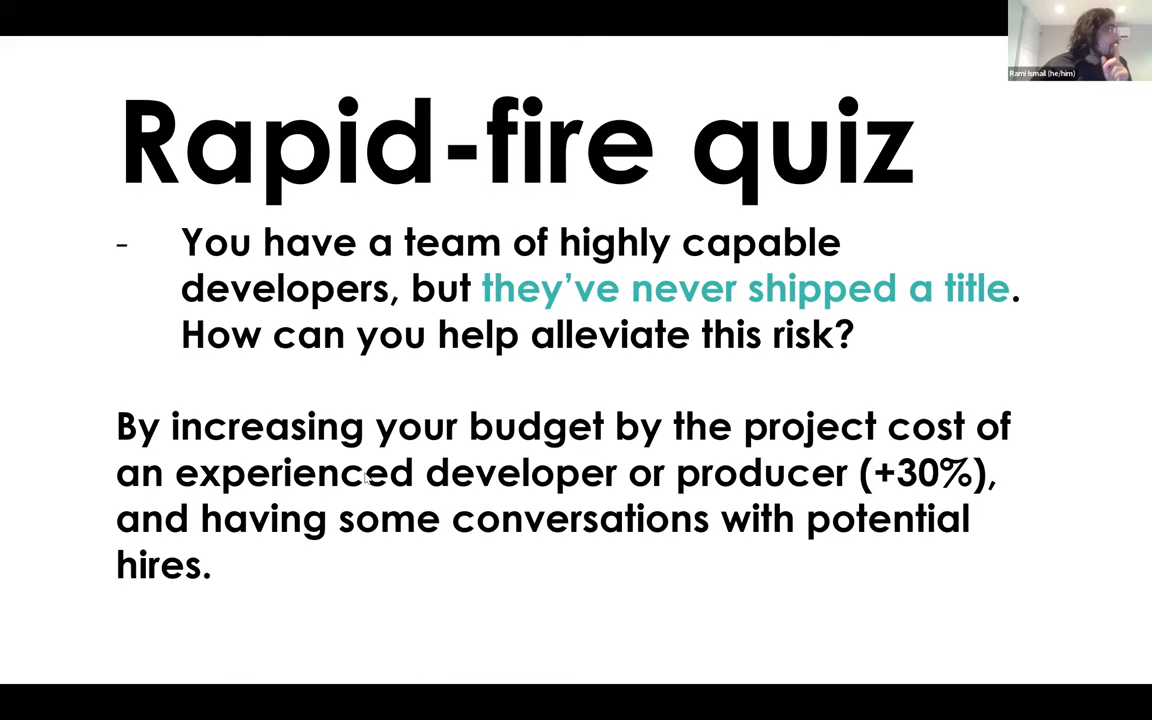 Rami Ismail (he/him)
Rapid-fire quiz
- You have a team of highly capable
developers, but they've never shipped a title.
How can you help alleviate this risk?
By increasing your budget by the project cost of
an experienced developer or producer (+30%),
and having some conversations with potential
hires.